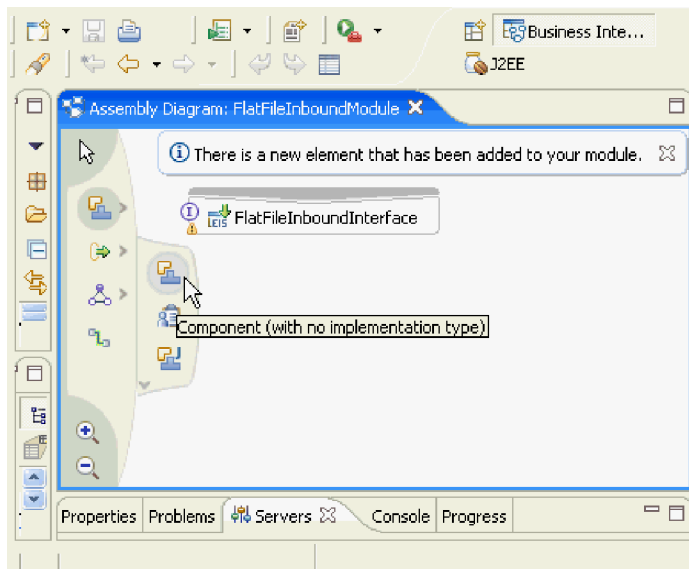 Business Inte...
J2EE
Assembly Diagram: FlatFileInboundModule
There is a new element that has been added to your module.
EIS FlatFileInboundInterface
Component (with no implementation type)
Properties Problems Servers Console Progress